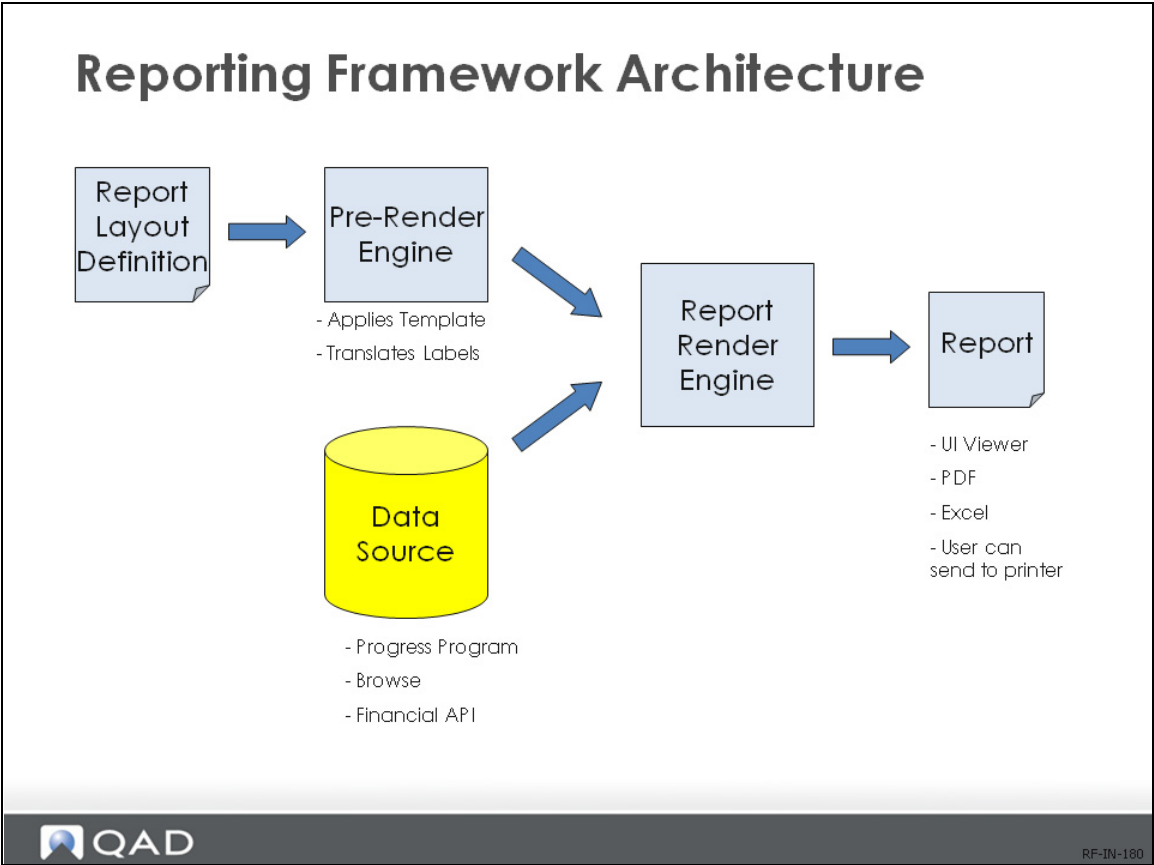 Reporting Framework Architecture
Report
Layout
Definition
Pre-Render
Engine
- Applies Template
- Translates Labels
Data
Source
- Progress Program
- Browse
- Financial API
Report
Render
Engine
Report
- UI Viewer
- PDF
- Excel
- User can
send to printer
QAD
RF-IN-180